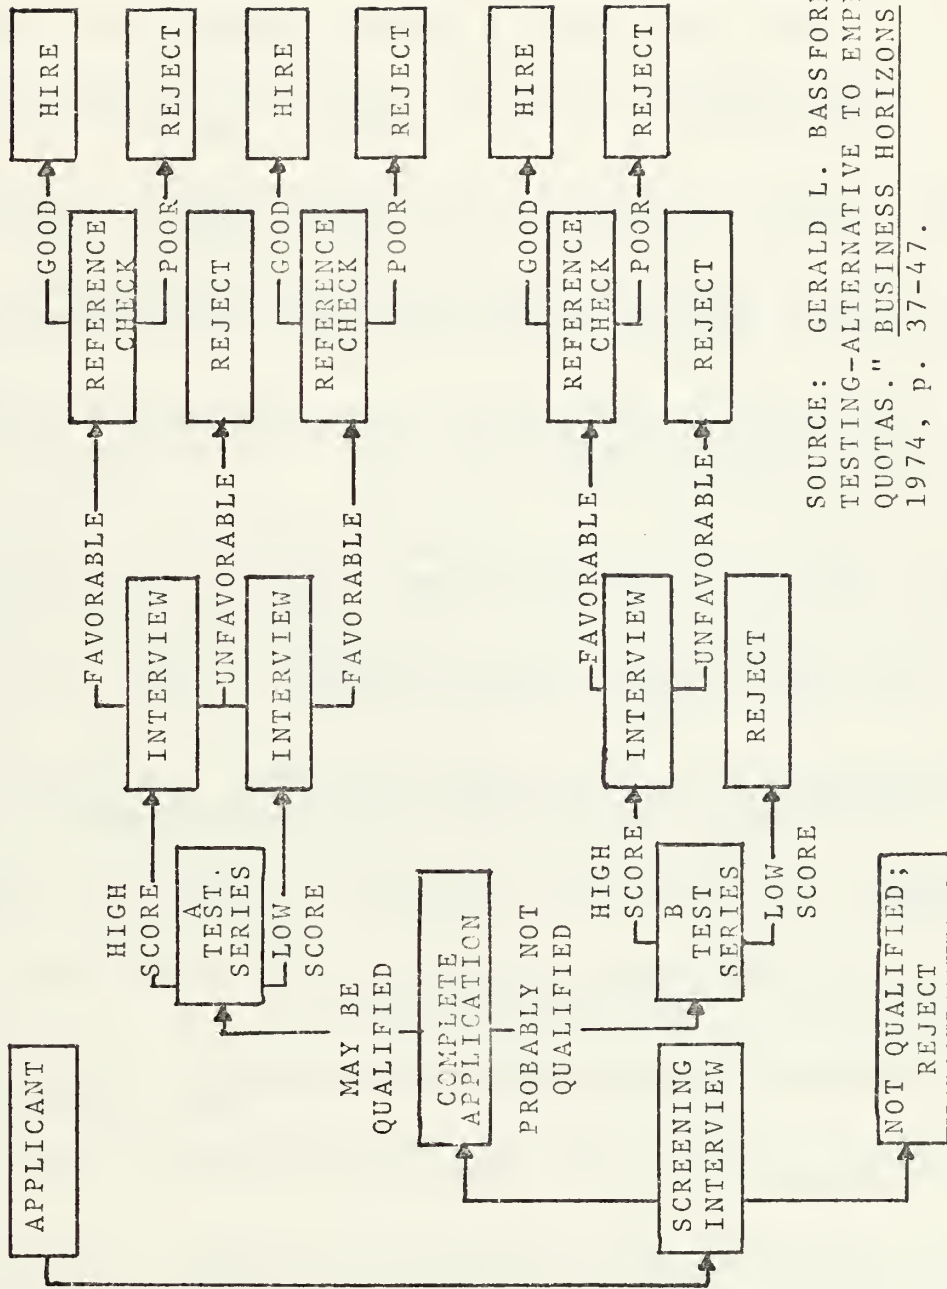 APPLICANT
SCREENING
INTERVIEW
NOT QUALIFIED;
REJECT
COMPLETE
APPLICATION
MAY BE
QUALIFIED
PROBABLY NOT
QUALIFIED
A
TEST.
SERIES
HIGH
SCORE
LOW
SCORE
INTERVIEW
INTERVIEW
FAVORABLE
UNFAVORABLE
FAVORABLE
REFERENCE
CHECK
REJECT
REFERENCE
CHECK
GOOD
POOR
GOOD
POOR
HIRE
REJECT
HIRE
REJECT
B
TEST
SERIES
HIGH
SCORE
LOW
SCORE
INTERVIEW
REJECT
FAVORABLE
UNFAVORABLE
REFERENCE
CHECK
REJECT
GOOD
POOR
HIRE
REJECT
SOURCE: GERALD L. BASSFORD
TESTING-ALTERNATIVE TO
QUOTAS." BUSINESS HORIZONS
1974, p. 37-47.